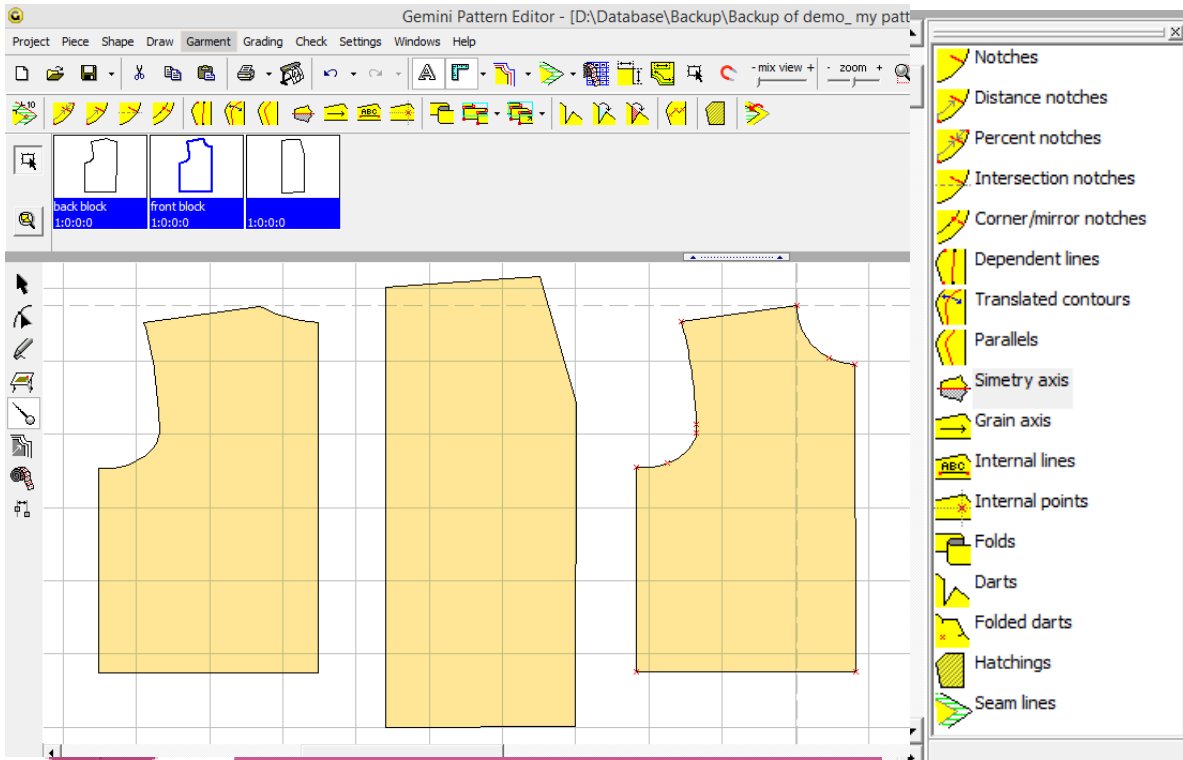 Gemini Pattern Editor - [D:\Database\Backup\Backup of demo_ my patt
Project Piece Shape Draw Garment Grading Check Settings Windows Help
A - mix view + - zoom +
10 ABC
back block
1:0:0:0
front block
1:0:0:0
1:0:0:0
Notches
Distance notches
Percent notches
Intersection notches
Corner/mirror notches
Dependent lines
Translated contours
Parallels
Simetry axis
Grain axis
ABC Internal lines
Internal points
Folds
Darts
Folded darts
Hatchings
Seam lines